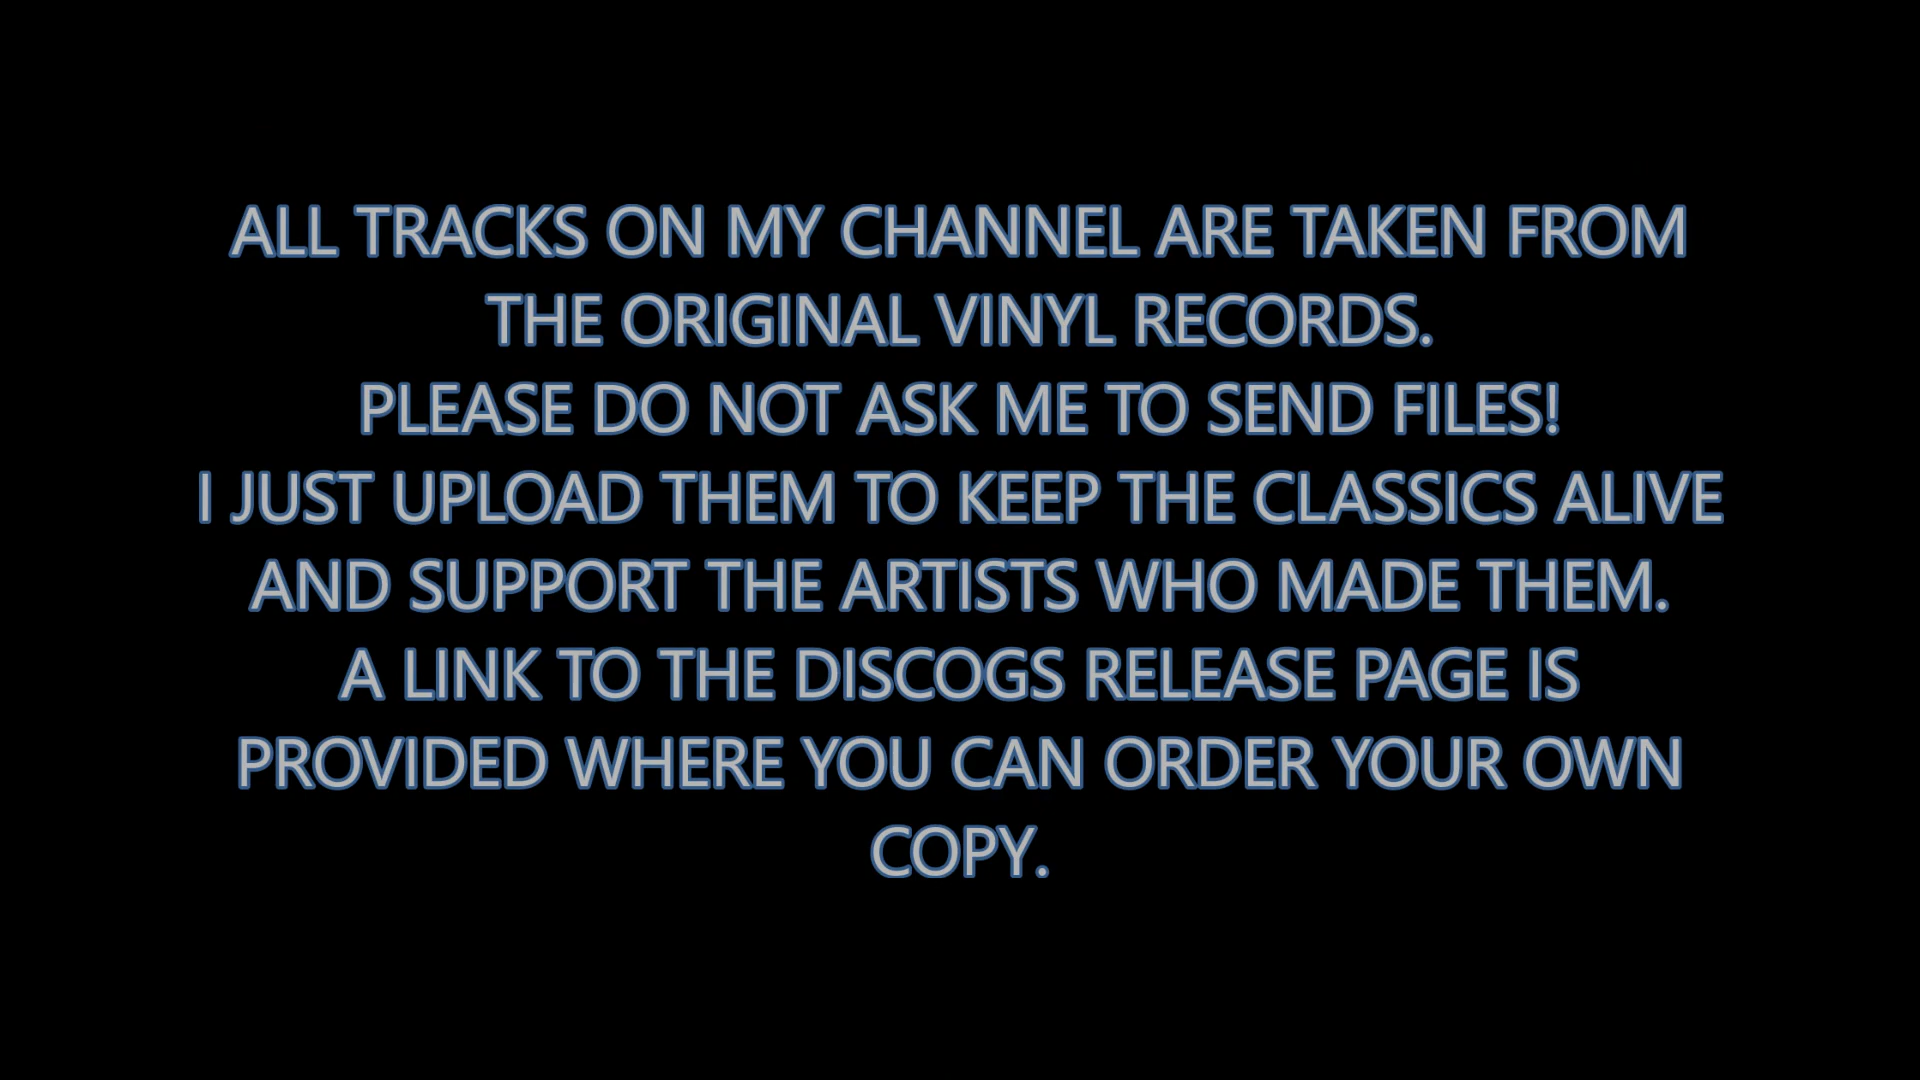 ALL TRACKS ON MY CHANNEL ARE TAKEN FROM
THE ORIGINAL VINYL RECORDS.
PLEASE DO NOT ASK ME TO SEND FILES!
I JUST UPLOAD THEM TO KEEP THE CLASSICS ALIVE
AND SUPPORT THE ARTISTS WHO MADE THEM.
A LINK TO THE DISCOGS RELEASE PAGE IS
PROVIDED WHERE YOU CAN ORDER YOUR OWN
COPY.